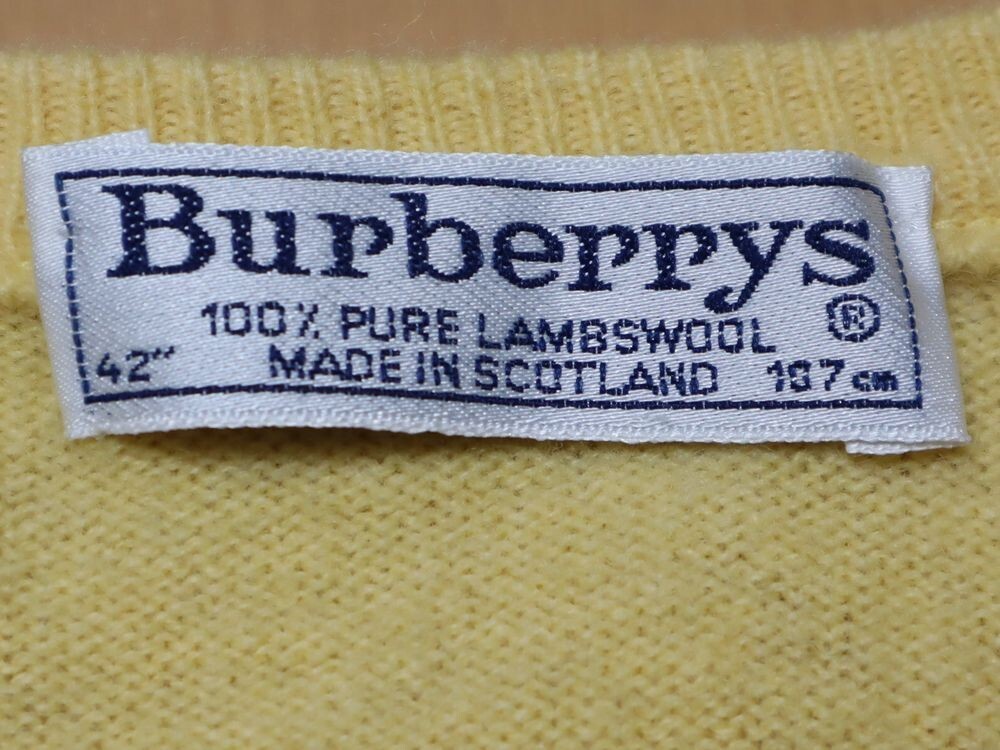 Burberrys
100% PURE LAMBSWOOL ®
42" MADE IN SCOTLAND 107 cm